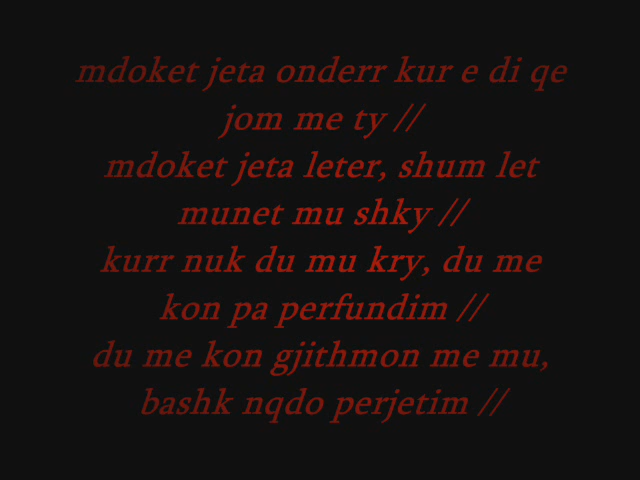 mdoket jeta onderr kur e di qe
jom me ty //
mdoket jeta leter, shum let
munet mu shky //
kurr nuk du mu kry, du me
kon pa perfundim //
du me kon gjithmon me mu,
bashk nqdo perjetim //